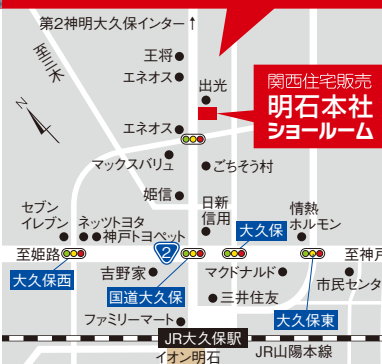 第2神明大久保インター↑
至三木
王将
エネオス
出光
関西住宅販売
明石本社
ショールーム
N
エネオス
マックスバリュ
ごちそう村
姫信
日新
信用
セブン
イレブン
ネッツトヨタ
神戸トヨペット
大久保
情熱
ホルモン
至姫路
2
至神戸
大久保西
吉野家
国道大久保
マクドナルド
市民センタ
三井住友
大久保東
ファミリーマート
JR大久保駅
JR山陽本線
イオン明石